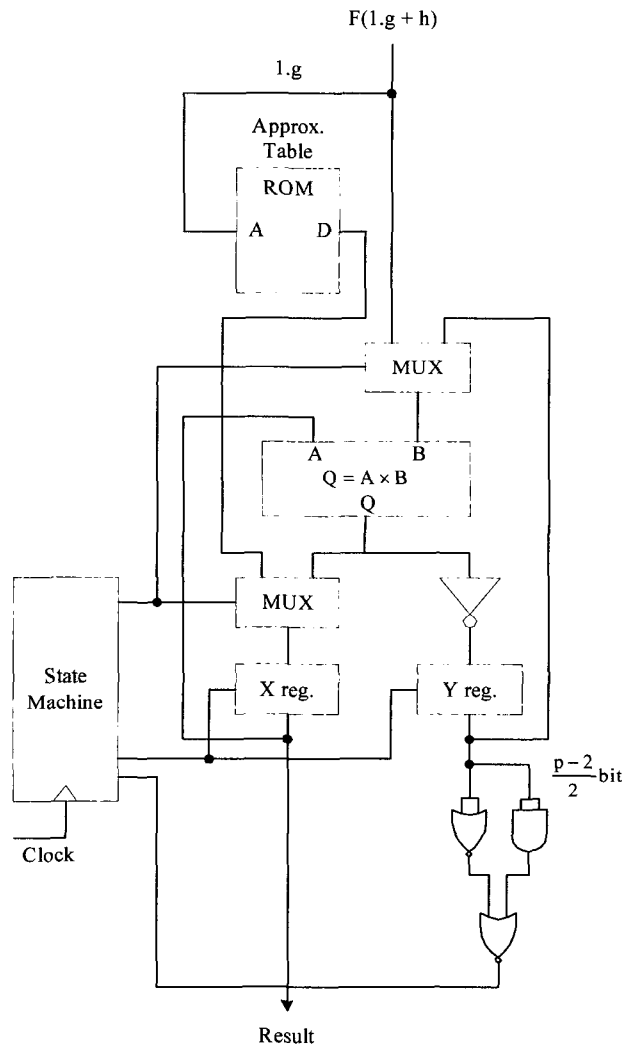 F(1.g + h)
1.g
Approx.
Table
ROM
A D
MUX
A B
Q = A × B
Q
MUX
State
Machine
X reg.
Y reg.
p – 2
2 bit
Clock
Result